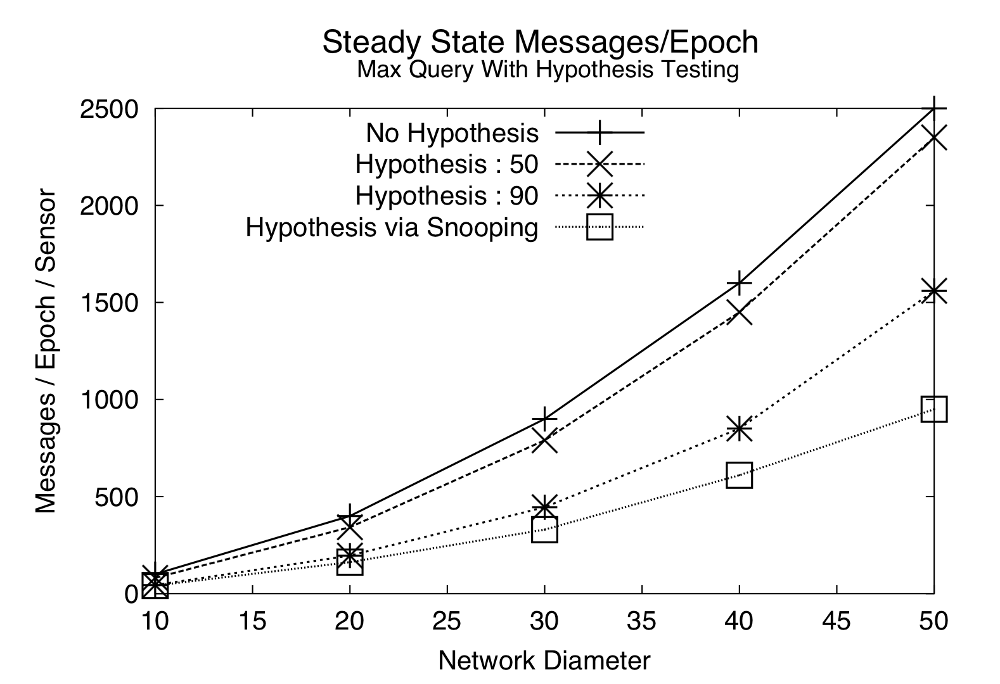 Steady State Messages/Epoch
Max Query With Hypothesis Testing
Messages / Epoch / Sensor
2500
2000
1500
1000
500
0
No Hypothesis
Hypothesis : 50
Hypothesis : 90
Hypothesis via Snooping
10 15 20 25 30 35 40 45 50
Network Diameter